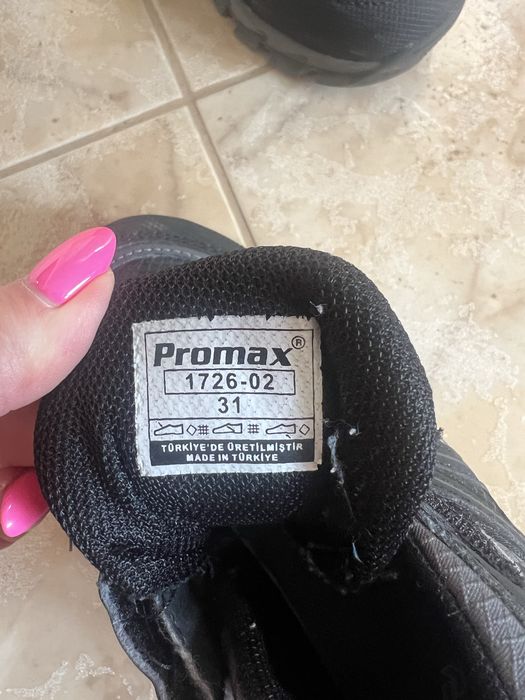 Promax®
1726-02
31
TÜRKİYE'DE ÜRETİLMİŞTİR
MADE IN TÜRKİYE